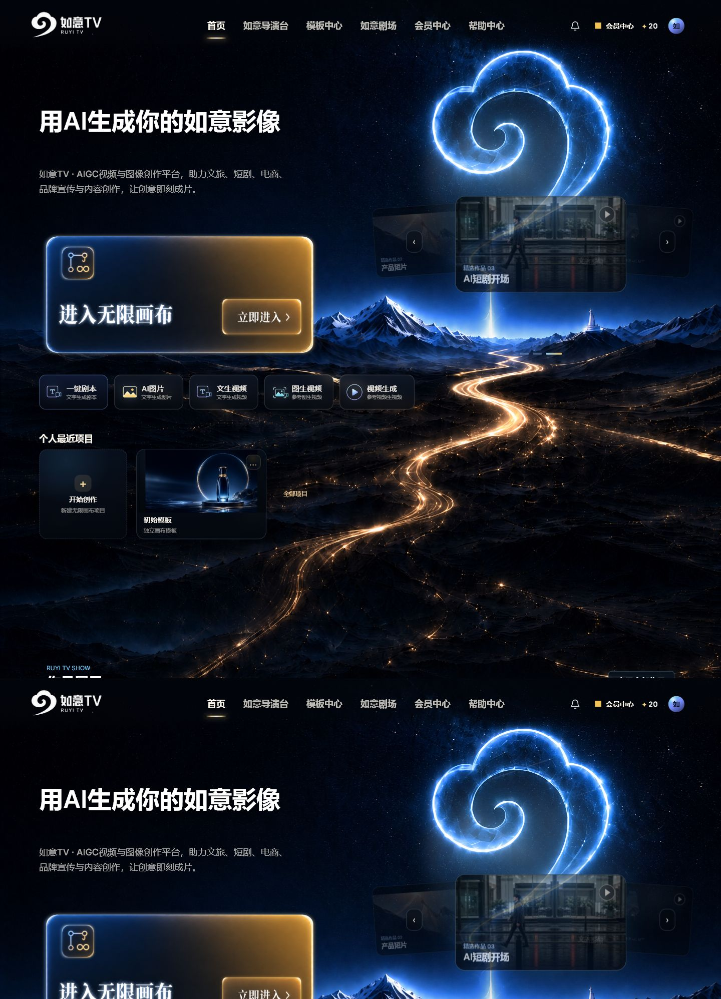 如意TV
RUYI TV
首页 如意导演台 模板中心 如意剧场 会员中心 帮助中心
会员中心 20 如
用AI生成你的如意影像
如意TV · AIGC视频与图像创作平台，助力文旅、短剧、电商、
品牌宣传与内容创作，让创意即刻成片。
精选作品 02
产品短片
精选作品 03
AI短剧开场
进入无限画布
立即进入 >
一键剧本
文字生成剧本
AI图片
文字生成图片
文生视频
文字生成视频
图生视频
参考图生视频
视频生成
参考视频生视频
个人最近项目
+
开始创作
新建无限画布项目
...
初始模板
独立画布模板
全部项目
RUYI TV SHOW
如意TV
RUYI TV
首页 如意导演台 模板中心 如意剧场 会员中心 帮助中心
会员中心 20 如
用AI生成你的如意影像
如意TV · AIGC视频与图像创作平台，助力文旅、短剧、电商、
品牌宣传与内容创作，让创意即刻成片。
精选作品 02
产品短片
精选作品 03
AI短剧开场
进入无限画布
立即进入 >